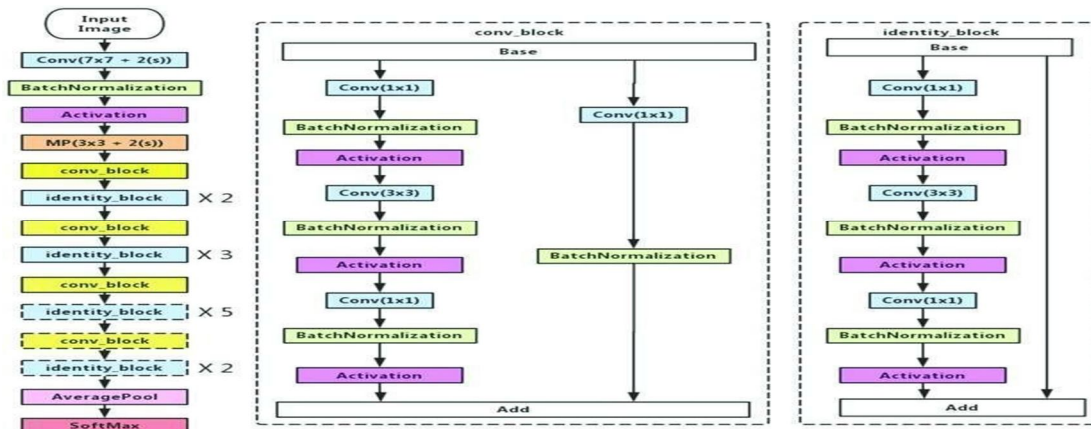 Input
Image
Conv(7x7 + 2(s))
BatchNormalization
Activation
MP(3x3 + 2(s))
conv_block
identity_block X 2
conv_block
identity_block X 3
conv_block
identity_block X 5
conv_block
identity_block X 2
AveragePool
SoftMax
conv_block
Base
Conv(1x1)
BatchNormalization
Activation
Conv(3x3)
BatchNormalization
Activation
Conv(1x1)
BatchNormalization
Activation
Conv(1x1)
BatchNormalization
Add
identity_block
Base
Conv(1x1)
BatchNormalization
Activation
Conv(3x3)
BatchNormalization
Activation
Conv(1x1)
BatchNormalization
Activation
Add